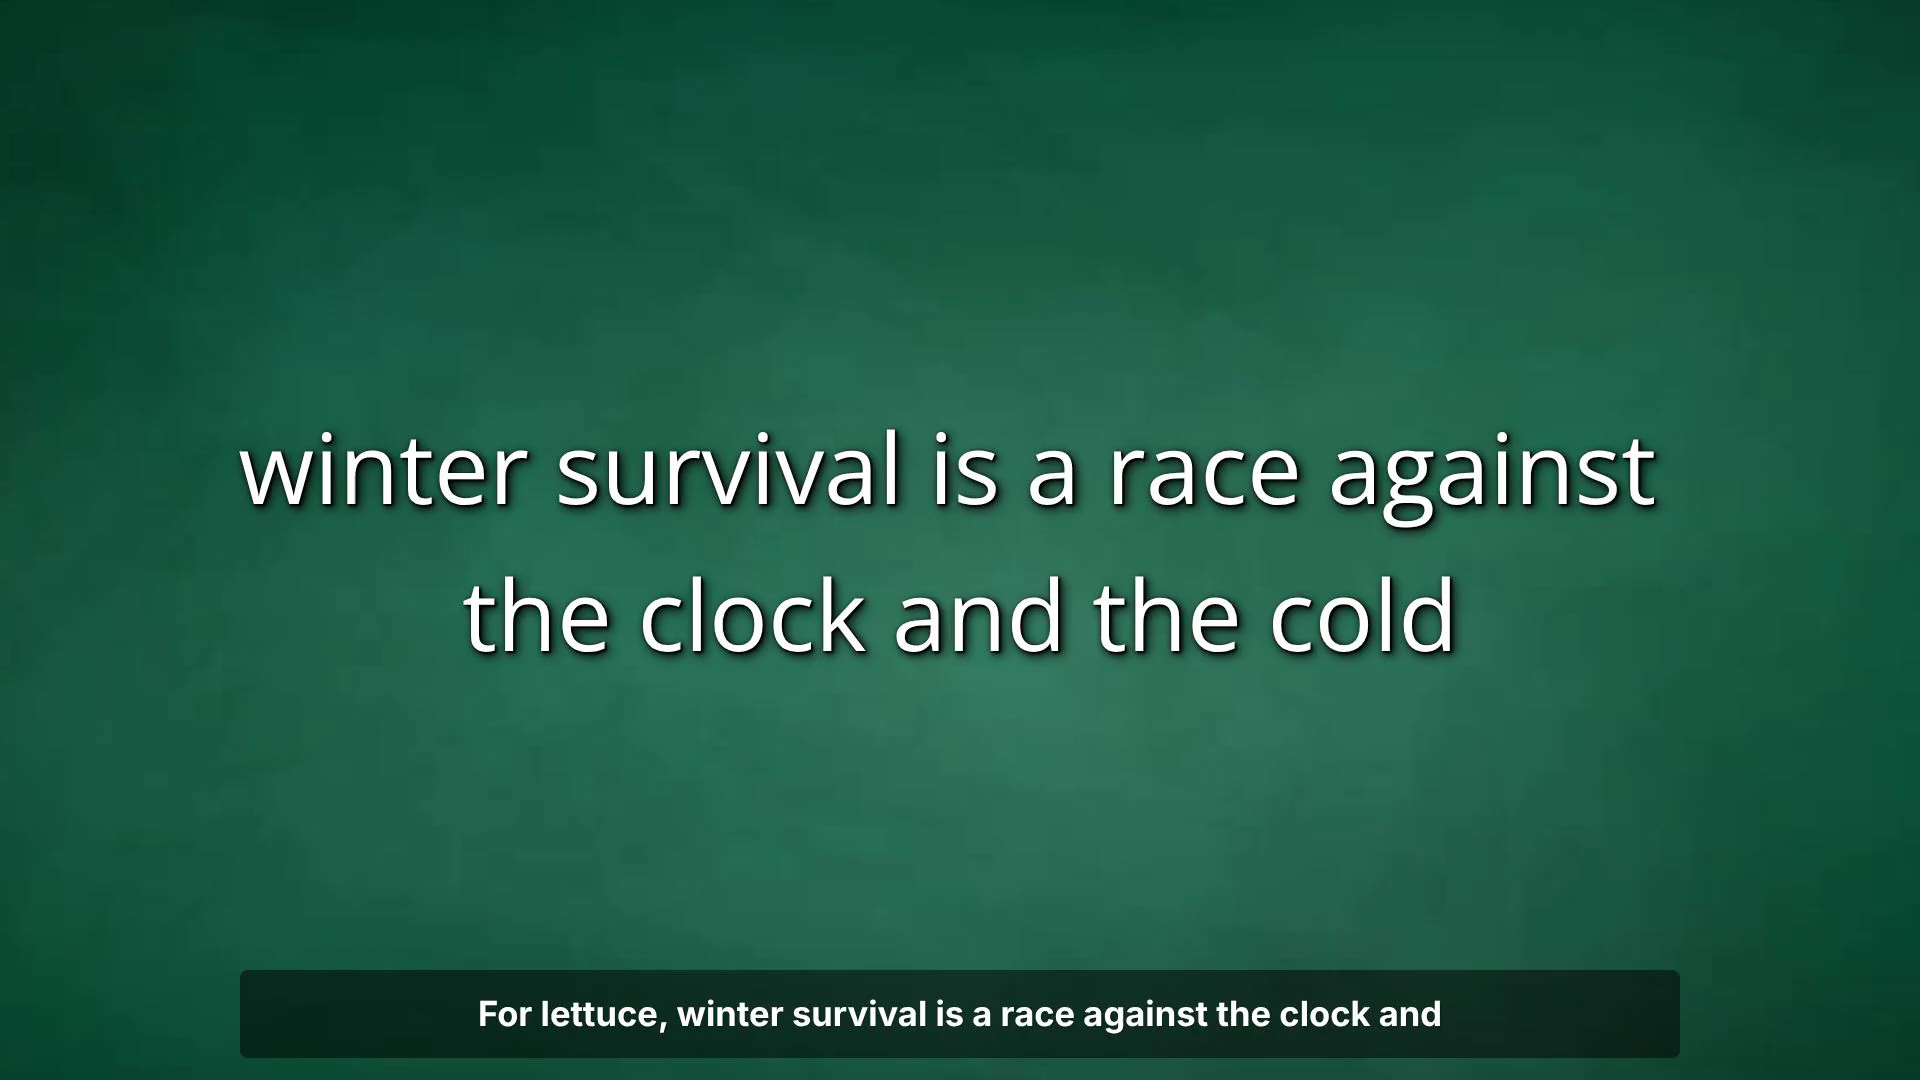 winter survival is a race against
the clock and the cold
For lettuce, winter survival is a race against the clock and